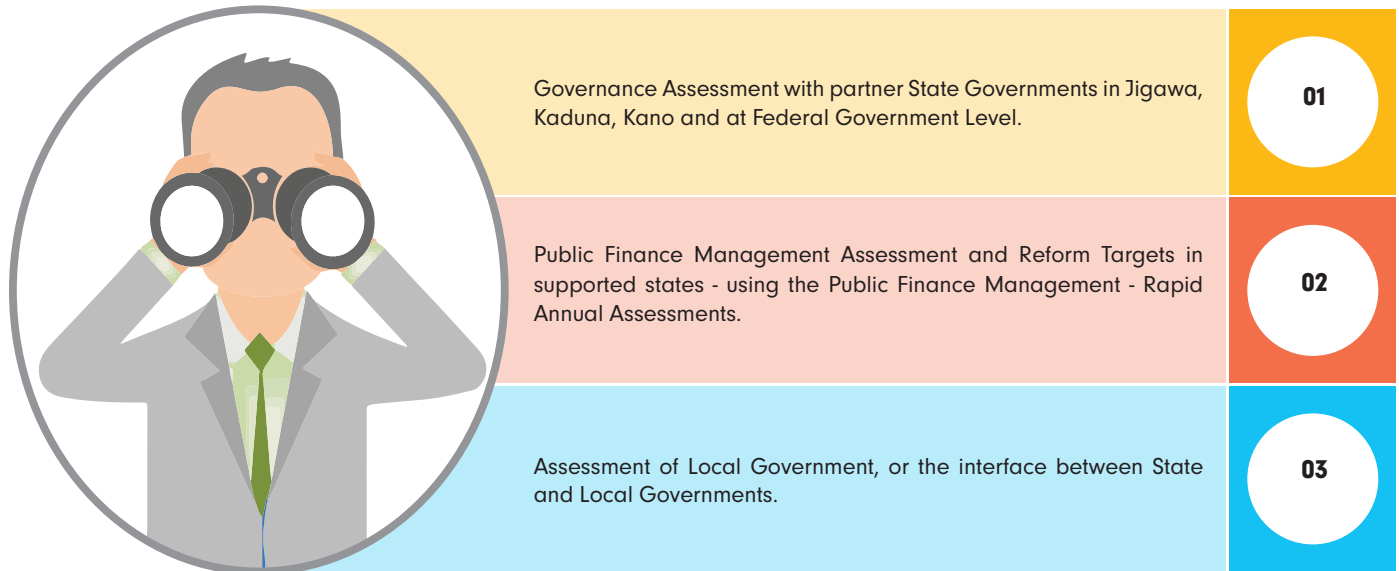 Governance Assessment with partner State Governments in Jigawa,
Kaduna, Kano and at Federal Government Level.
01
Public Finance Management Assessment and Reform Targets in
supported states - using the Public Finance Management - Rapid
Annual Assessments.
02
Assessment of Local Government, or the interface between State
and Local Governments.
03